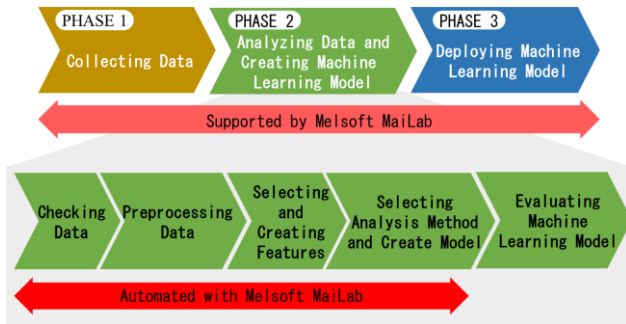 PHASE 1
Collecting Data
PHASE 2
Analyzing Data and
Creating Machine
Learning Model
PHASE 3
Deploying Machine
Learning Model
Supported by Melsoft MaiLab
Checking
Data
Preprocessing
Data
Selecting
and
Creating
Features
Selecting
Analysis Method
and Create Model
Evaluating
Machine
Learning Model
Automated with Melsoft MaiLab